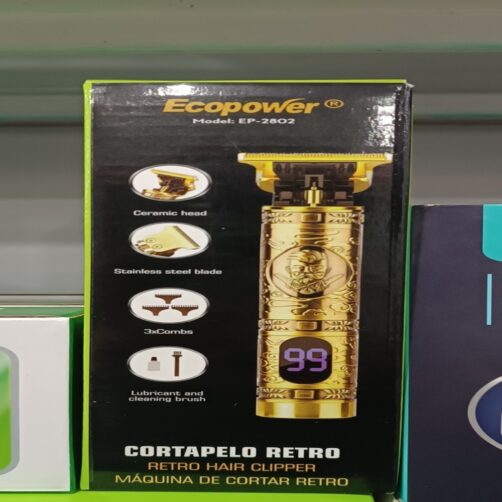 Ecopower ®
Model: EP-2802
Ceramic head
Stainless steel blade
3xCombs
Lubricant and
cleaning brush
99
CORTAPELO RETRO
RETRO HAIR CLIPPER
MÁQUINA DE CORTAR RETRO